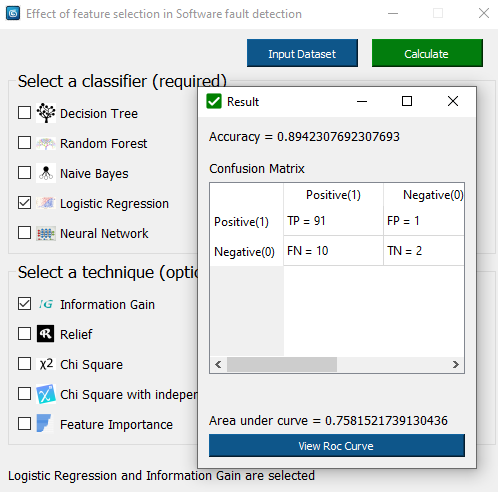 Effect of feature selection in Software fault detection
Input Dataset
Calculate
Select a classifier (required)
Decision Tree
Random Forest
Naive Bayes
Logistic Regression
Neural Network
Select a technique (optio
IG Information Gain
R Relief
χ2 Chi Square
Chi Square with indepen
Feature Importance
Logistic Regression and Information Gain are selected
Result
Accuracy = 0.8942307692307693
Confusion Matrix
Positive(1) Negative(0)
Positive(1) TP = 91 FP = 1
Negative(0) FN = 10 TN = 2
Area under curve = 0.7581521739130436
View Roc Curve